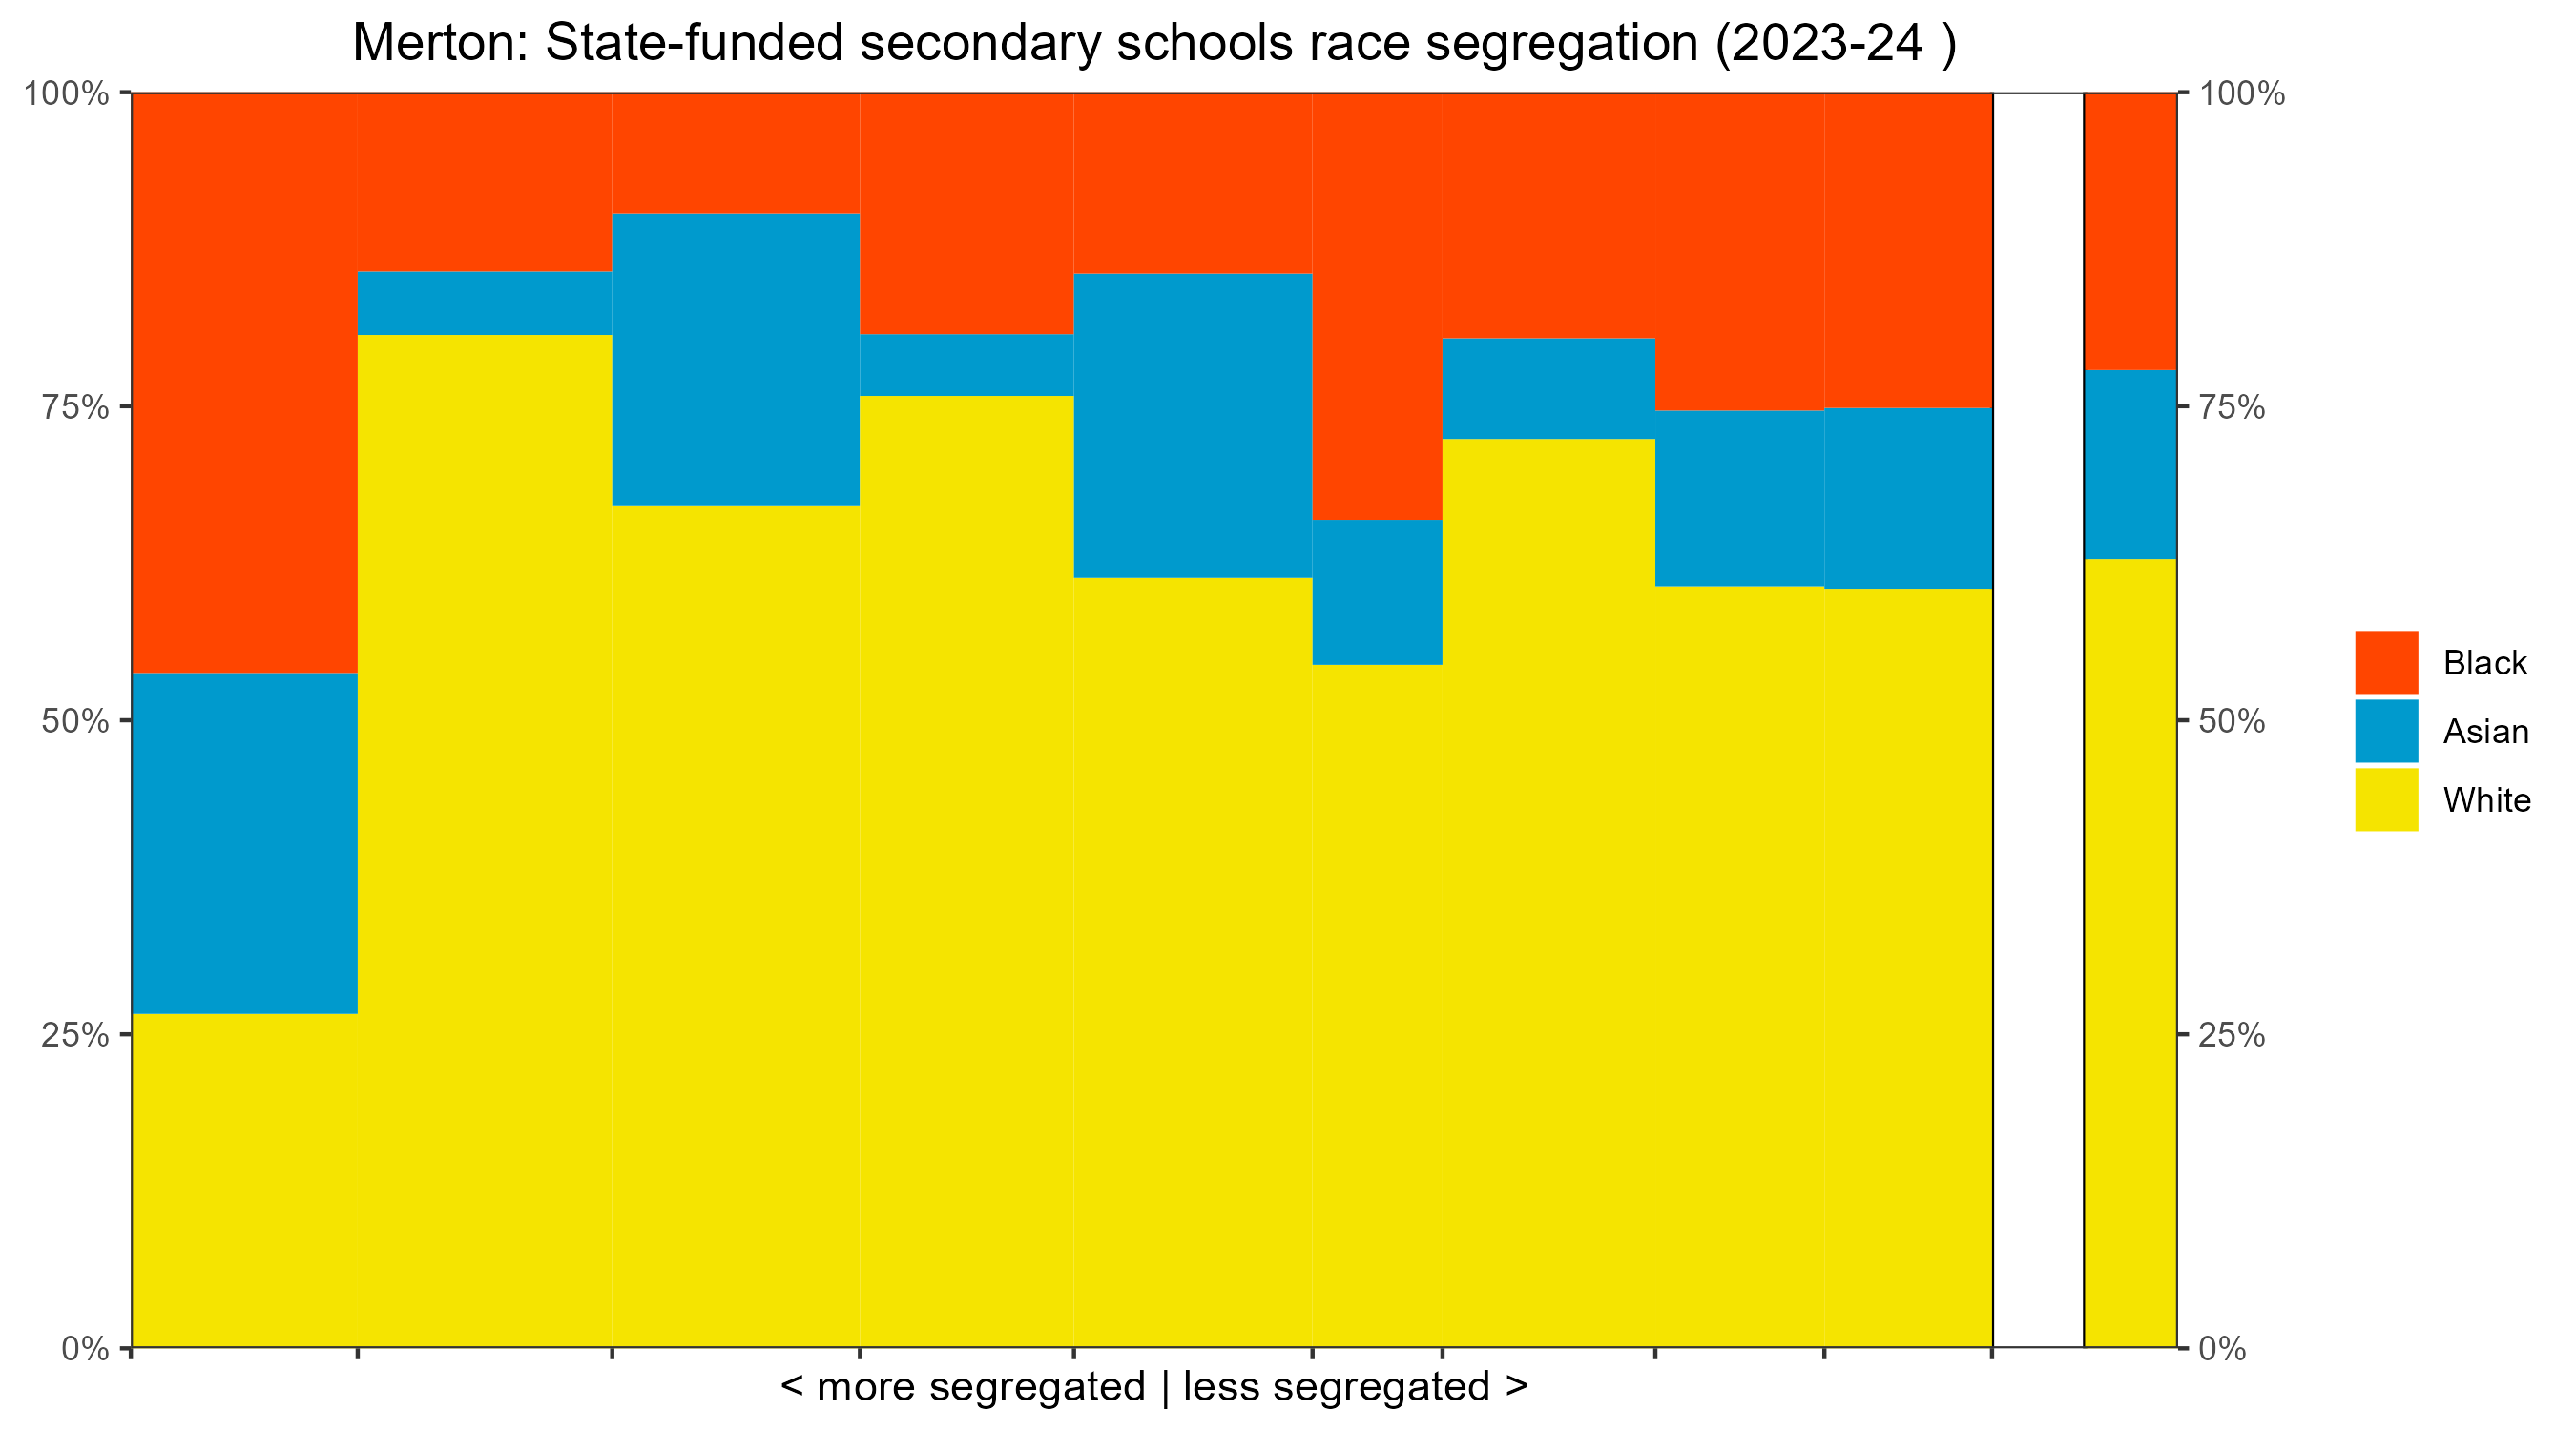 Merton: State-funded secondary schools race segregation (2023-24 )
100%
75%
50%
25%
0%
100%
75%
50%
25%
0%
Black
Asian
White
< more segregated | less segregated >